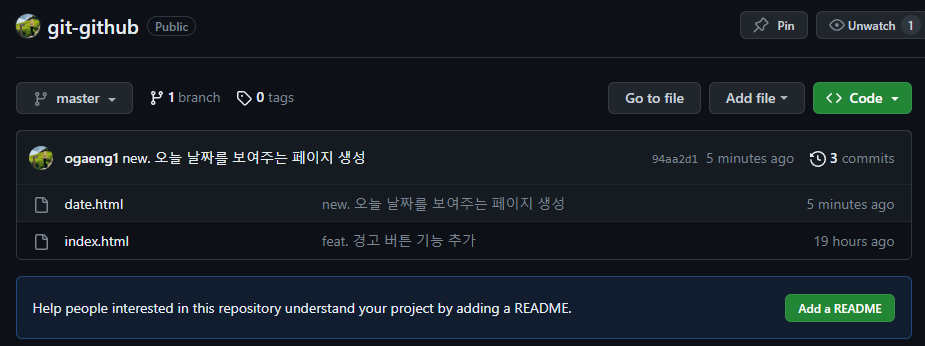 git-github Public Pin Unwatch 1
master 1 branch 0 tags Go to file Add file Code
ogaeng1 new. 오늘 날짜를 보여주는 페이지 생성 94aa2d1 5 minutes ago 3 commits
date.html new. 오늘 날짜를 보여주는 페이지 생성 5 minutes ago
index.html feat. 경고 버튼 기능 추가 19 hours ago
Help people interested in this repository understand your project by adding a README. Add a README